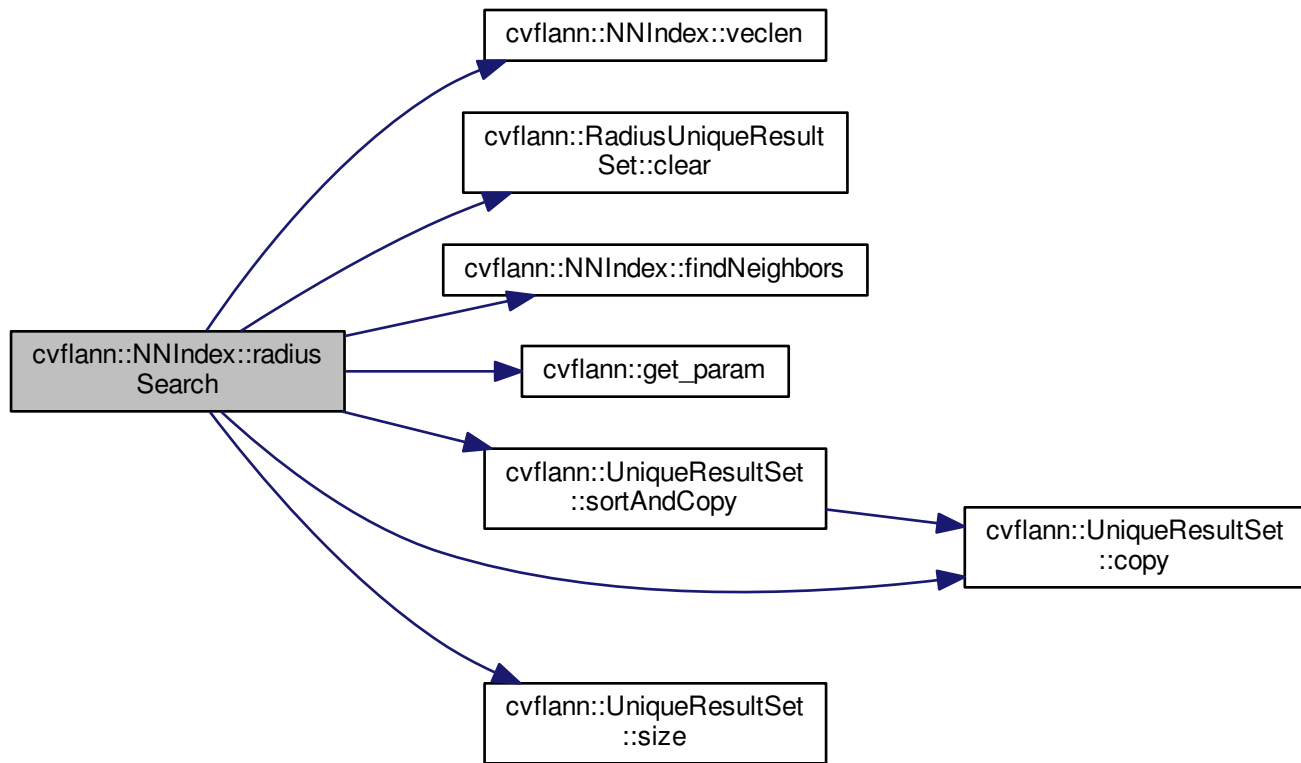 cvflann::NNIndex::veclen
cvflann::RadiusUniqueResult
Set::clear
cvflann::NNIndex::findNeighbors
cvflann::NNIndex::radius
Search
cvflann::get_param
cvflann::UniqueResultSet
::sortAndCopy
cvflann::UniqueResultSet
::copy
cvflann::UniqueResultSet
::size